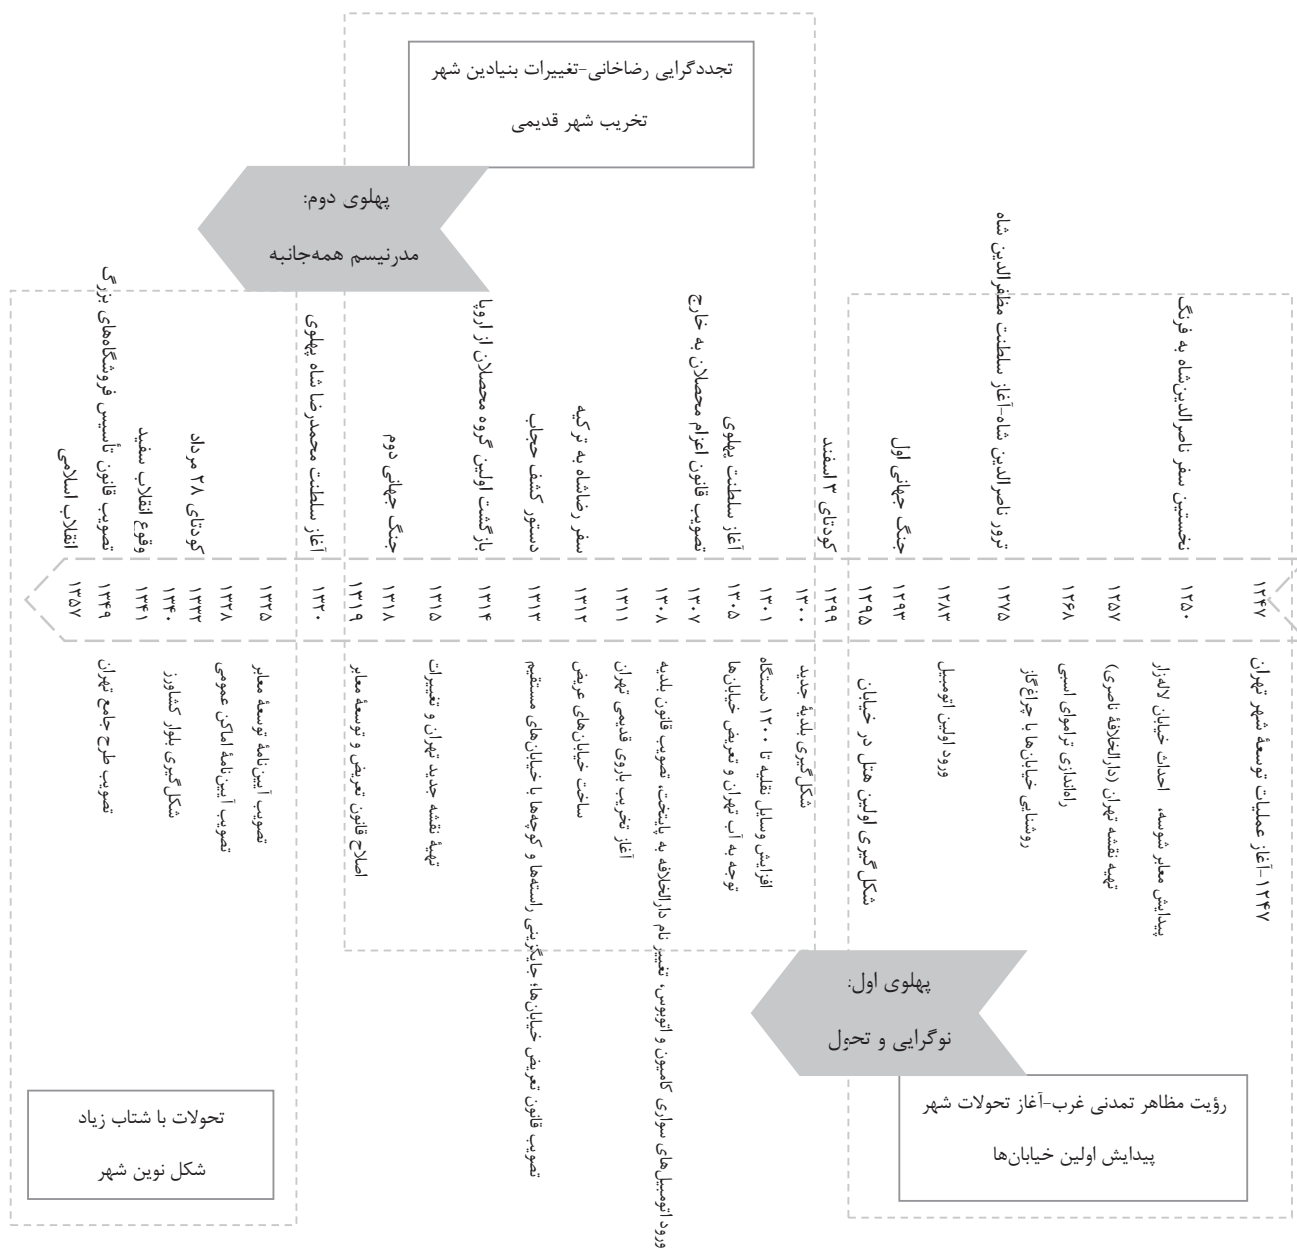 تجددگرایی رضاخانی-تغییرات بنیادین شهر
تخریب شهر قدیمی
پهلوی دوم:
مدرنیسم همه‌جانبه
نخستین سفر ناصرالدین‌شاه به فرنگ
ترور ناصرالدین شاه-آغاز سلطنت مظفرالدین شاه
جنگ جهانی اول
کودتای ۳ اسفند
آغاز سلطنت پهلوی
تصویب قانون اعزام محصلان به خارج
سفر رضاشاه به ترکیه
دستور کشف حجاب
بازگشت اولین گروه محصلان از اروپا
جنگ جهانی دوم
آغاز سلطنت محمدرضا شاه پهلوی
کودتای ۲۸ مرداد
وقوع انقلاب سفید
تصویب قانون تأسیس فروشگاه‌های بزرگ
انقلاب اسلامی
۱۲۴۷
۱۲۵۰
۱۲۵۷
۱۲۶۸
۱۲۷۵
۱۲۸۳
۱۲۹۳
۱۲۹۵
۱۲۹۹
۱۳۰۰
۱۳۰۱
۱۳۰۵
۱۳۰۷
۱۳۰۸
۱۳۱۱
۱۳۱۲
۱۳۱۳
۱۳۱۴
۱۳۱۵
۱۳۱۸
۱۳۱۹
۱۳۲۰
۱۳۲۵
۱۳۲۸
۱۳۳۲
۱۳۴۰
۱۳۴۱
۱۳۴۹
۱۳۵۷
۱۲۴۷-آغاز عملیات توسعهٔ شهر تهران
پیدایش معابر شوسه، احداث خیابان لاله‌زار
تهیه نقشه تهران (دارالخلافهٔ ناصری)
راه‌اندازی تراموای اسبی
روشنایی خیابان‌ها با چراغ گاز
ورود اولین اتومبیل
شکل‌گیری اولین هتل در خیابان
شکل‌گیری بلدیهٔ جدید
افزایش وسایل نقلیه تا ۱۲۰۰ دستگاه
توجه به آب تهران و تعریض خیابان‌ها
ورود اتومبیل‌های سواری کامیون و اتوبوس، تغییر نام دارالخلافه به پایتخت، تصویب قانون بلدیه
آغاز تخریب باروی قدیمی تهران
ساخت خیابان‌های عریض
تصویب قانون تعریض خیابان‌ها؛ جایگزینی راسته‌ها و کوچه‌ها با خیابان‌های مستقیم
تهیهٔ نقشه جدید تهران و تغییرات
اصلاح قانون تعریض و توسعهٔ معابر
تصویب آیین‌نامهٔ توسعهٔ معابر
تصویب آیین‌نامهٔ اماکن عمومی
شکل‌گیری بلوار کشاورز
تصویب طرح جامع تهران
پهلوی اول:
نوگرایی و تحول
رؤیت مظاهر تمدنی غرب-آغاز تحولات شهر
پیدایش اولین خیابان‌ها
تحولات با شتاب زیاد
شکل نوین شهر